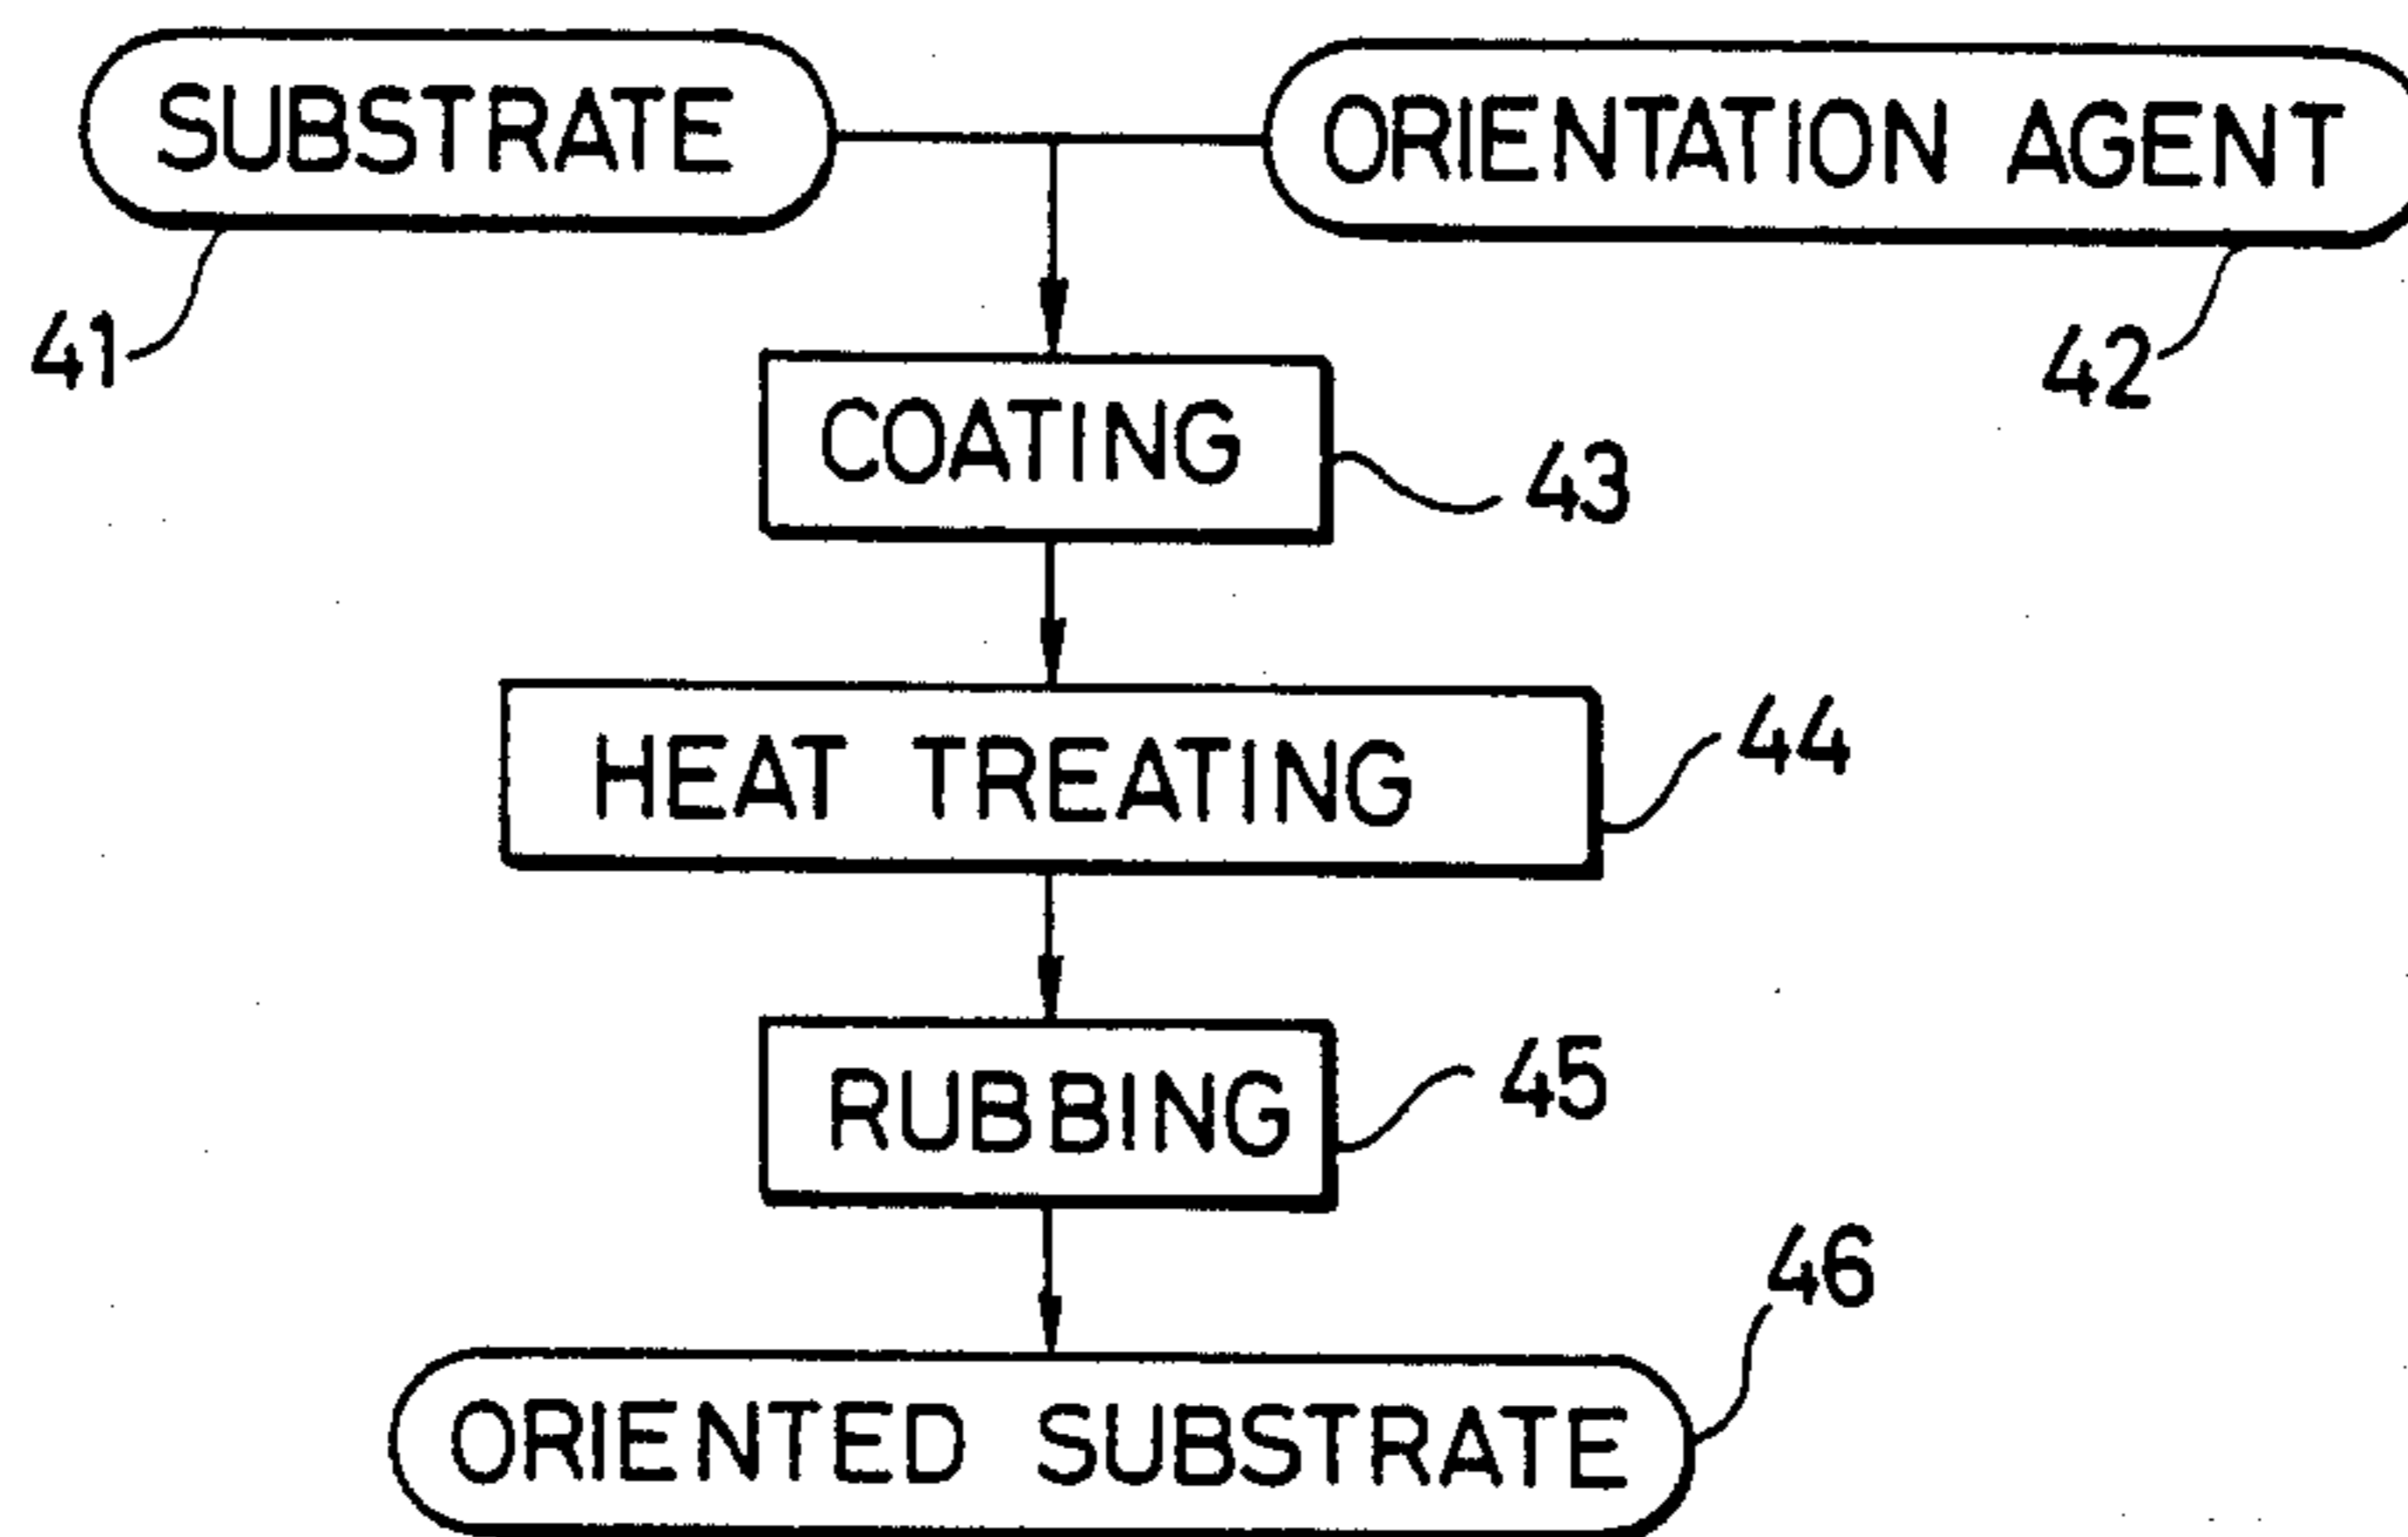 SUBSTRATE
ORIENTATION AGENT
41
42
COATING
43
HEAT TREATING
44
RUBBING
45
46
ORIENTED SUBSTRATE